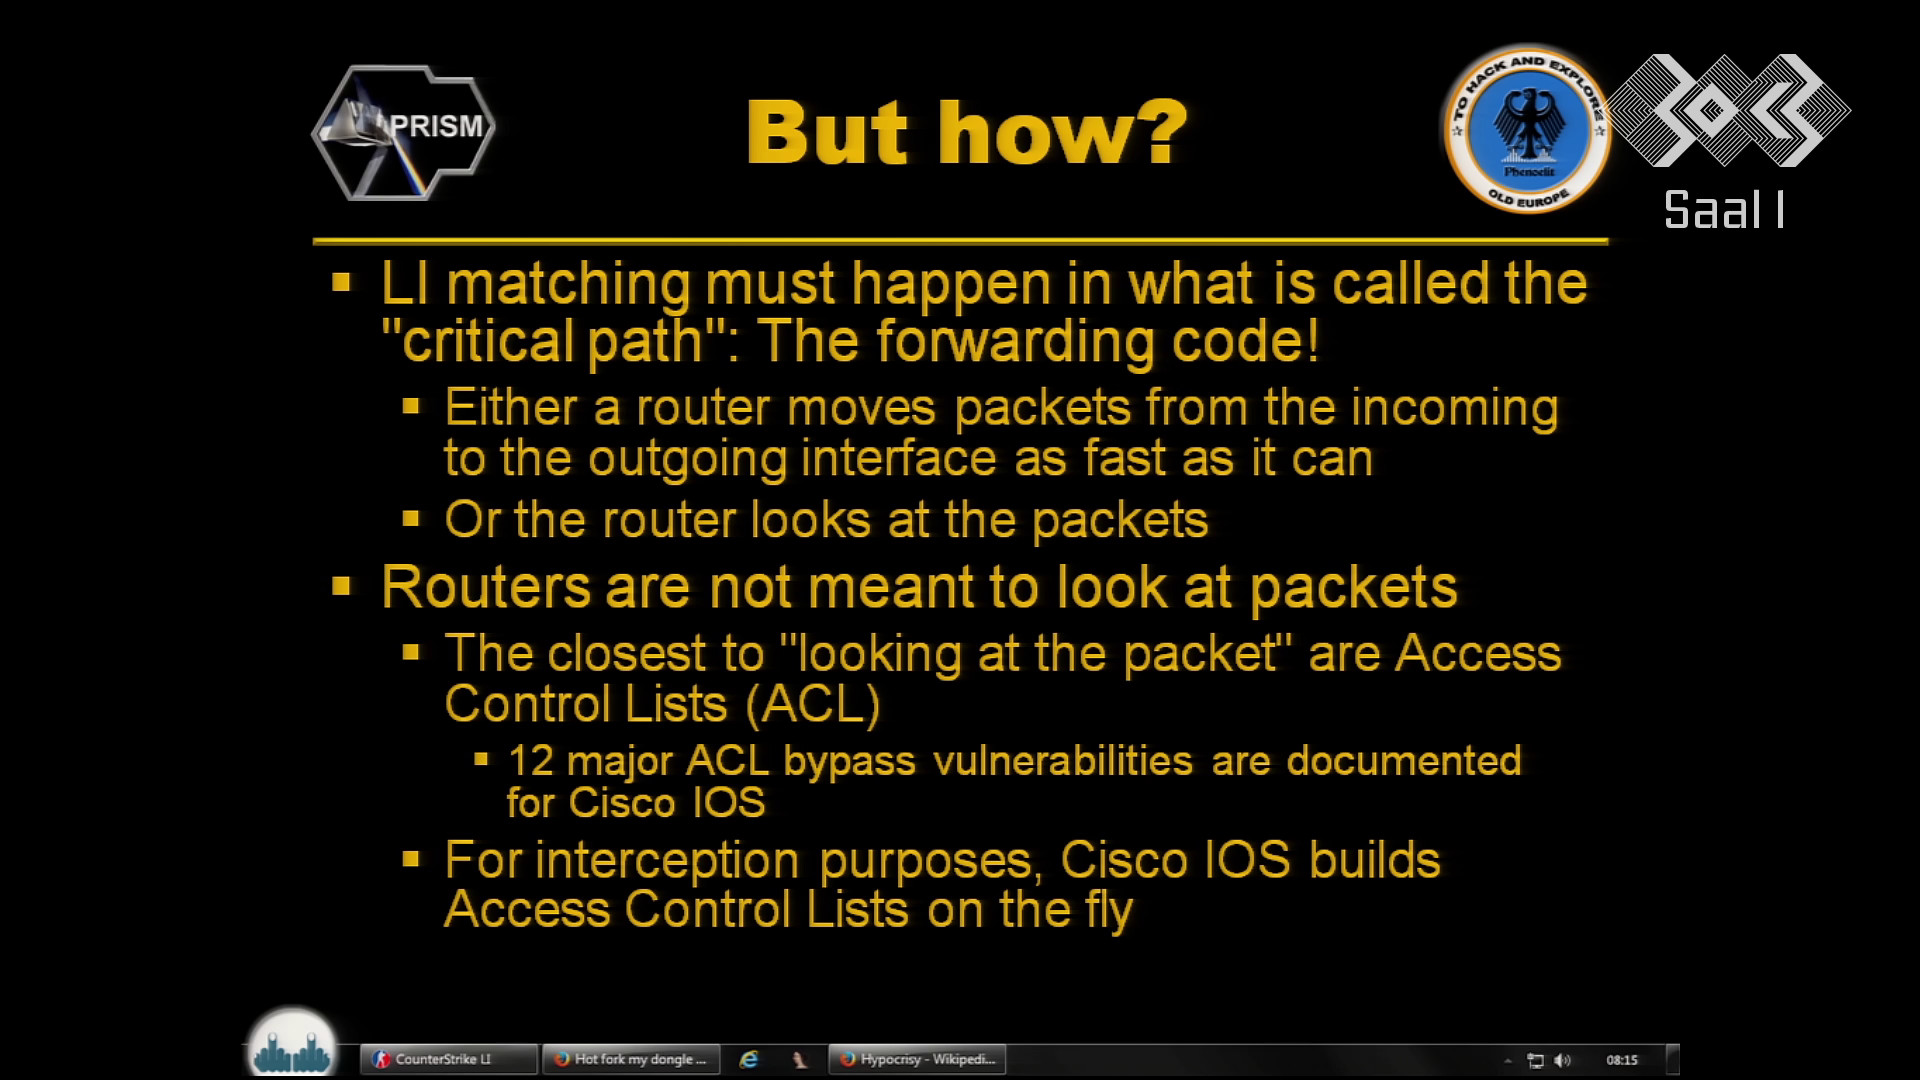 PRISM
But how?
TO HACK AND EXPLORE
Phenoelit
OLD EUROPE
Saal 1
LI matching must happen in what is called the
"critical path": The forwarding code!
Either a router moves packets from the incoming
to the outgoing interface as fast as it can
Or the router looks at the packets
Routers are not meant to look at packets
The closest to "looking at the packet" are Access
Control Lists (ACL)
12 major ACL bypass vulnerabilities are documented
for Cisco IOS
For interception purposes, Cisco IOS builds
Access Control Lists on the fly
CounterStrike LI
Hot fork my dongle ...
Hypocrisy - Wikipedi...
08:15